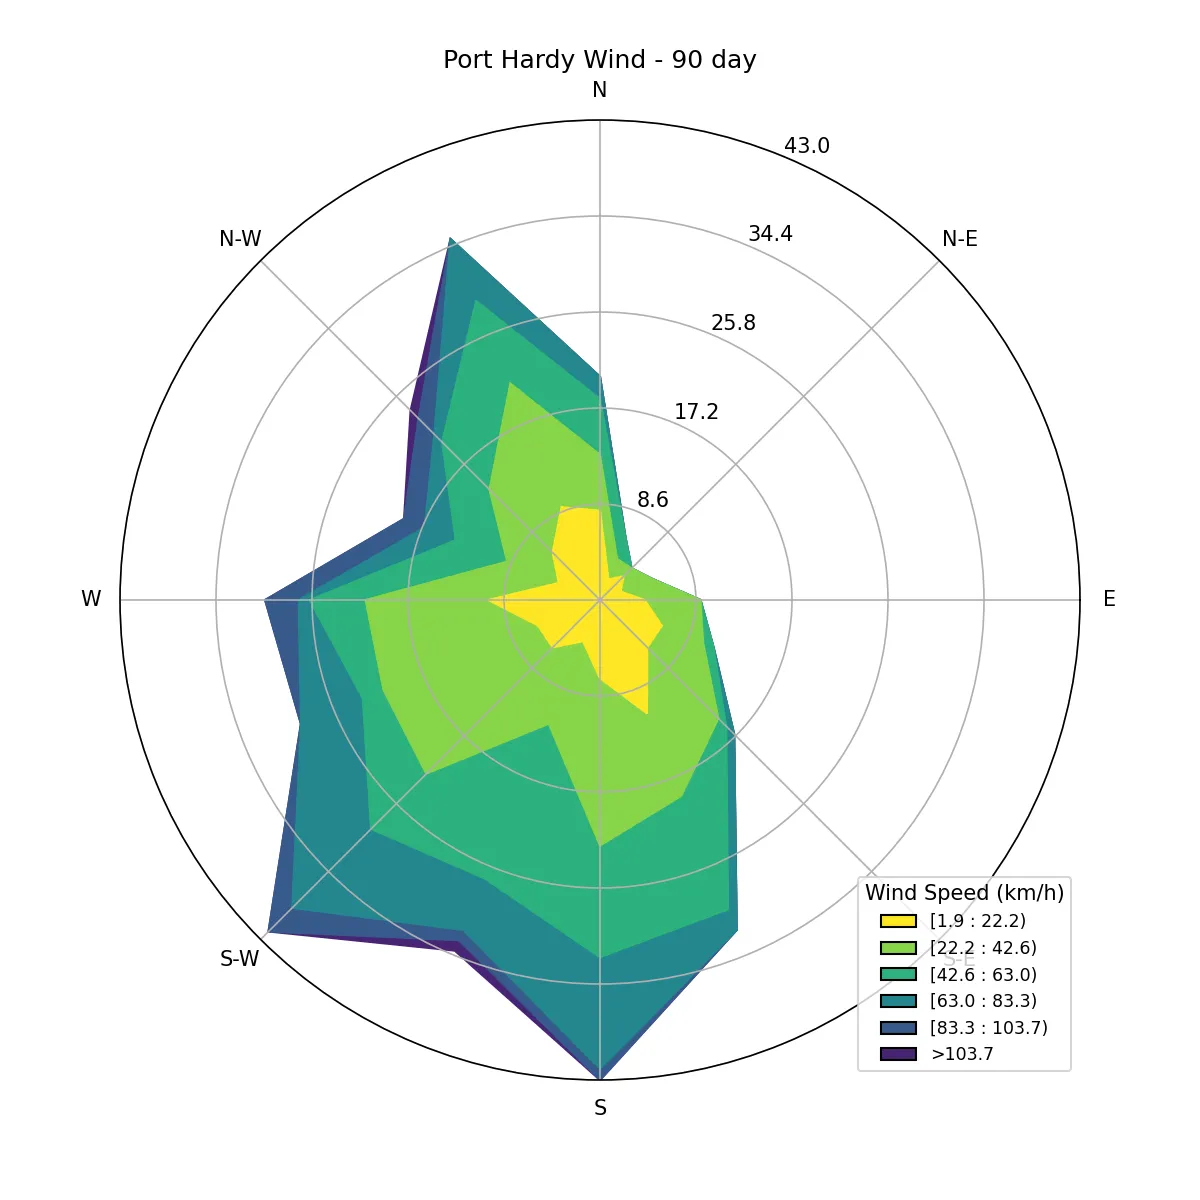 Port Hardy Wind - 90 day
N
43.0
N-W
N-E
34.4
25.8
17.2
8.6
W
E
S-W
S-E
S
Wind Speed (km/h)
[1.9 : 22.2)
[22.2 : 42.6)
[42.6 : 63.0)
[63.0 : 83.3)
[83.3 : 103.7)
>103.7